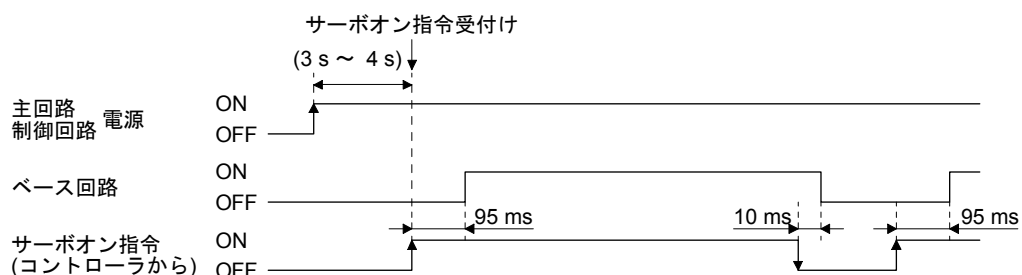 サーボオン指令受付け
(3 s ～ 4 s)
主回路
制御回路 電源
ON
OFF
ベース回路
ON
OFF
95 ms
10 ms
95 ms
サーボオン指令
(コントローラから)
ON
OFF